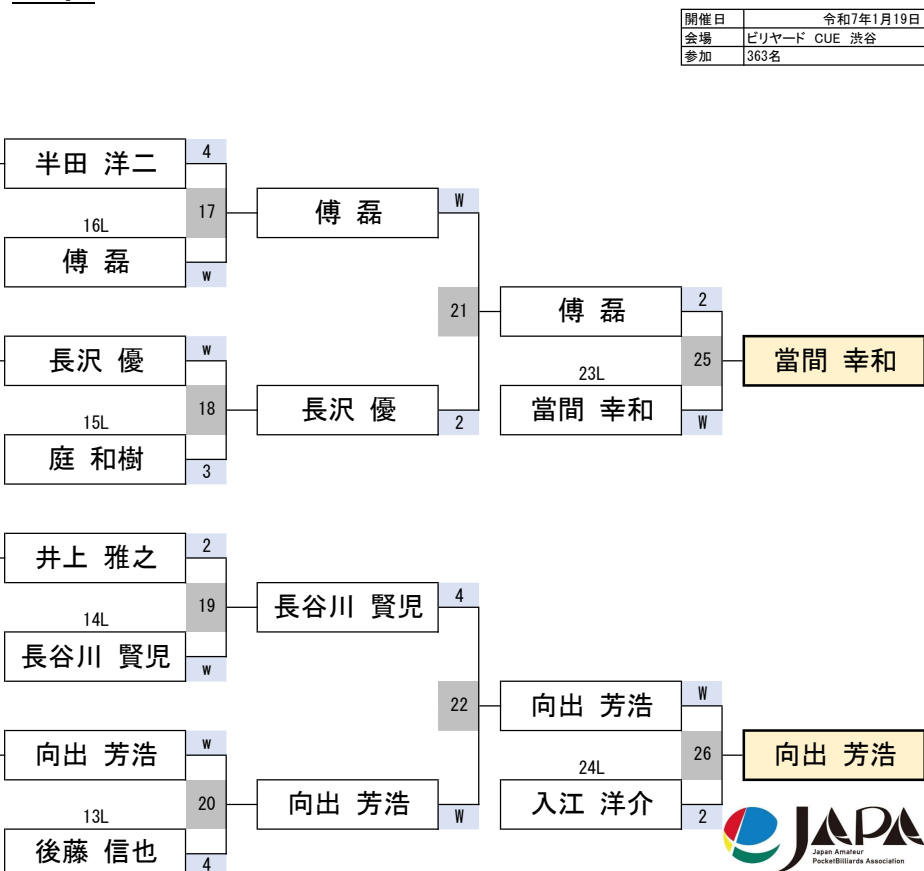 開催日 令和7年1月19日
会場 ビリヤード CUE 渋谷
参加 363名
半田 洋二 4
17
16L
傅 磊 w
傅 磊 W
長沢 優 w
18
15L
庭 和樹 3
長沢 優 2
21
傅 磊 2
25
23L
當間 幸和 W
當間 幸和
井上 雅之 2
19
14L
長谷川 賢児 w
長谷川 賢児 4
向出 芳浩 w
20
13L
後藤 信也 4
向出 芳浩 W
22
向出 芳浩 W
26
24L
入江 洋介 2
向出 芳浩
JAPA
Japan Amateur
PocketBilliards Association